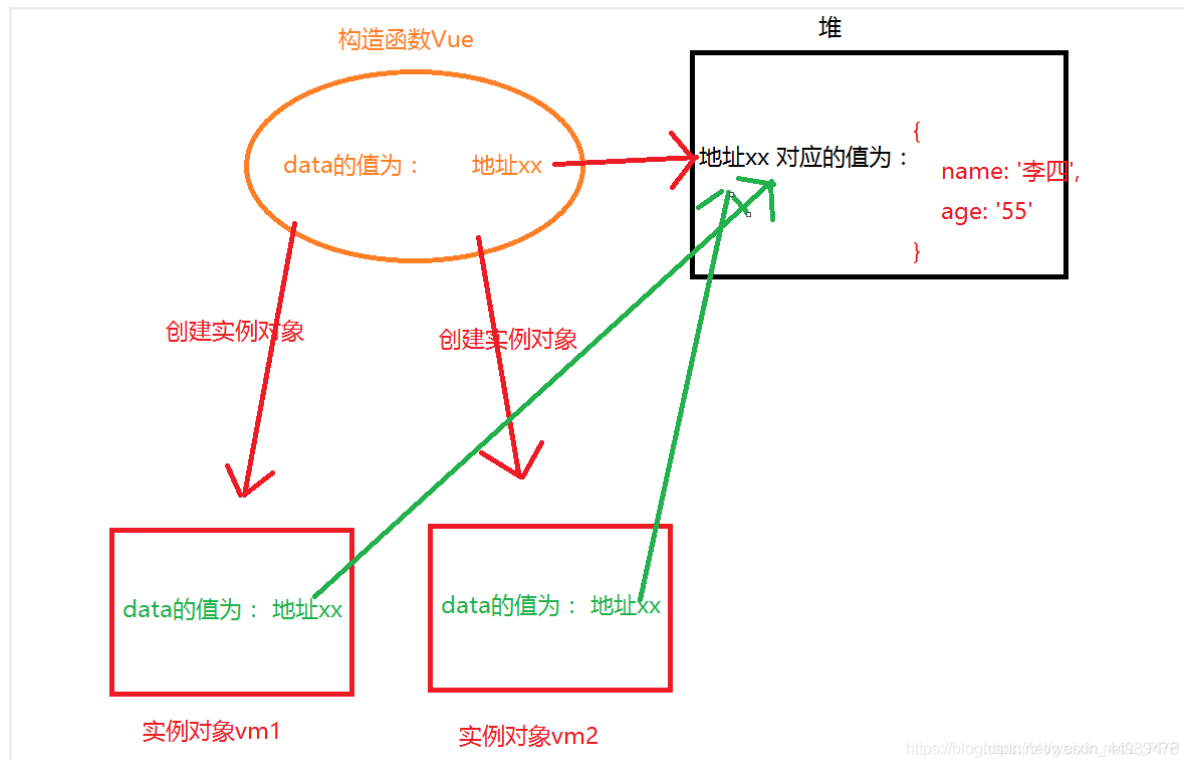 构造函数Vue
堆
data的值为： 地址xx
地址xx 对应的值为：
{
name: '李四',
age: '55'
}
创建实例对象
创建实例对象
data的值为： 地址xx
data的值为： 地址xx
实例对象vm1
实例对象vm2